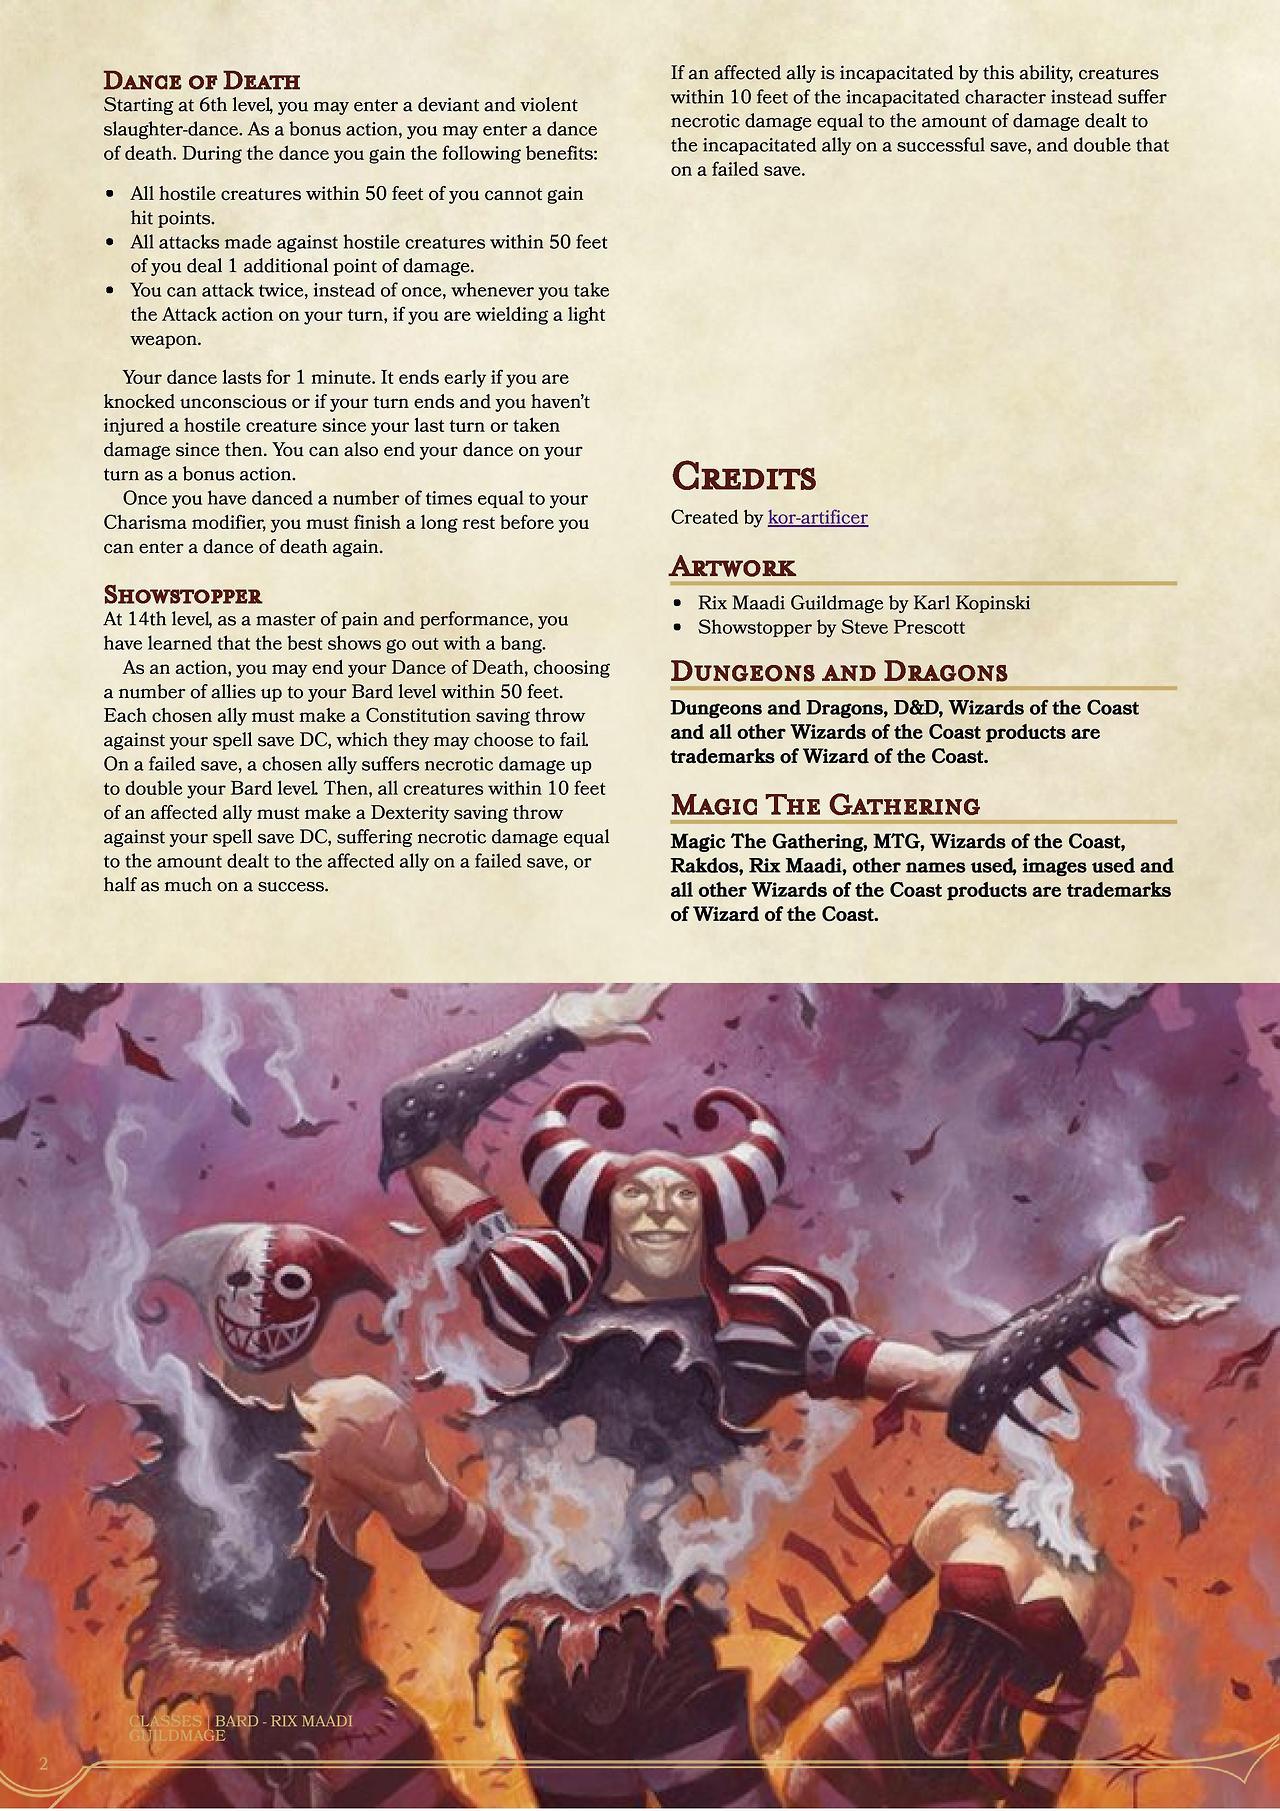 Dance of Death
Starting at 6th level, you may enter a deviant and violent
slaughter-dance. As a bonus action, you may enter a dance
of death. During the dance you gain the following benefits:
• All hostile creatures within 50 feet of you cannot gain
hit points.
• All attacks made against hostile creatures within 50 feet
of you deal 1 additional point of damage.
• You can attack twice, instead of once, whenever you take
the Attack action on your turn, if you are wielding a light
weapon.
Your dance lasts for 1 minute. It ends early if you are
knocked unconscious or if your turn ends and you haven't
injured a hostile creature since your last turn or taken
damage since then. You can also end your dance on your
turn as a bonus action.
Once you have danced a number of times equal to your
Charisma modifier, you must finish a long rest before you
can enter a dance of death again.
Showstopper
At 14th level, as a master of pain and performance, you
have learned that the best shows go out with a bang.
As an action, you may end your Dance of Death, choosing
a number of allies up to your Bard level within 50 feet.
Each chosen ally must make a Constitution saving throw
against your spell save DC, which they may choose to fail.
On a failed save, a chosen ally suffers necrotic damage up
to double your Bard level. Then, all creatures within 10 feet
of an affected ally must make a Dexterity saving throw
against your spell save DC, suffering necrotic damage equal
to the amount dealt to the affected ally on a failed save, or
half as much on a success.
If an affected ally is incapacitated by this ability, creatures
within 10 feet of the incapacitated character instead suffer
necrotic damage equal to the amount of damage dealt to
the incapacitated ally on a successful save, and double that
on a failed save.
Credits
Created by kor-artificer
Artwork
• Rix Maadi Guildmage by Karl Kopinski
• Showstopper by Steve Prescott
Dungeons and Dragons
Dungeons and Dragons, D&D, Wizards of the Coast
and all other Wizards of the Coast products are
trademarks of Wizard of the Coast.
Magic The Gathering
Magic The Gathering, MTG, Wizards of the Coast,
Rakdos, Rix Maadi, other names used, images used and
all other Wizards of the Coast products are trademarks
of Wizard of the Coast.
CLASSES | BARD - RIX MAADI
GUILDMAGE
2